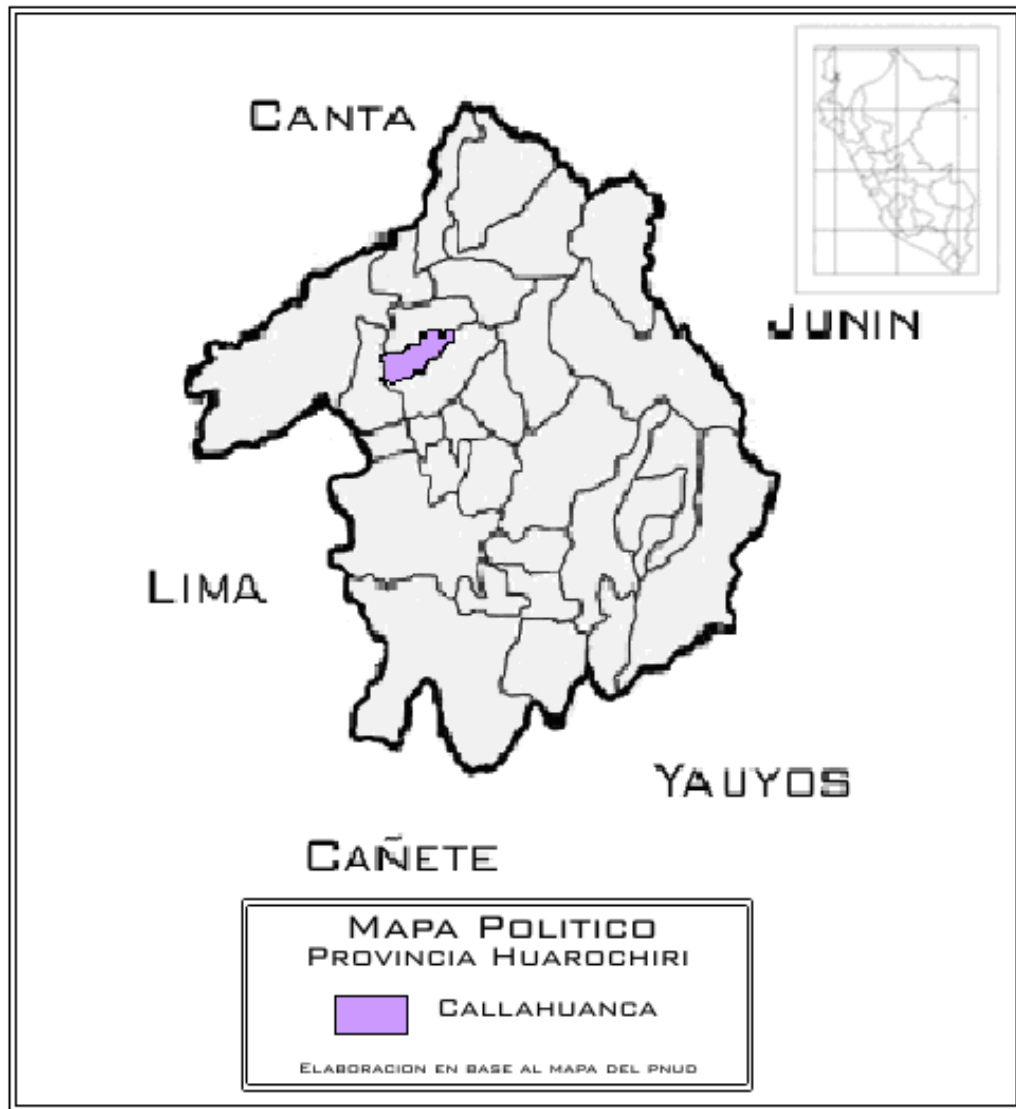 CANTA
JUNIN
LIMA
YAUYOS
CAÑETE
MAPA POLITICO
PROVINCIA HUAROCHIRI
CALLAHUANCA
ELABORACION EN BASE AL MAPA DEL PNUD